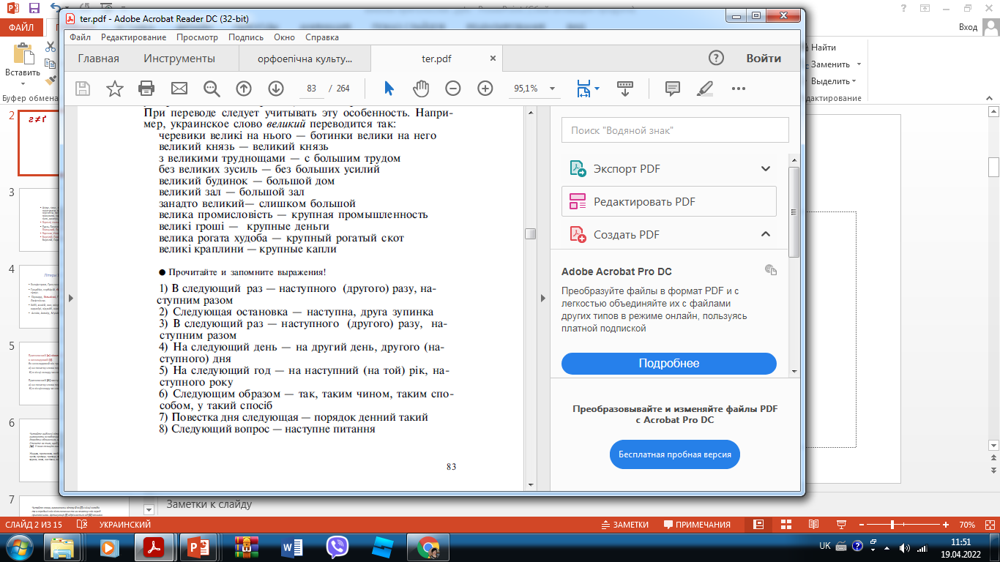 ter.pdf - Adobe Acrobat Reader DC (32-bit)
ФАЙЛ
Вход
Файл Редактирование Просмотр Подпись Окно Справка
Главная Инструменты орфоепічна культу... ter.pdf Войти
Вставить
Буфер обмена
Найти
Заменить
Выделить
83 / 264 95,1%
При переводе следует учитывать эту особенность. Напри-
мер, украинское слово великий переводится так:
черевики великі на нього — ботинки велики на него
великий князь — великий князь
з великими труднощами — с большим трудом
без великих зусиль — без больших усилий
великий будинок — большой дом
великий зал — большой зал
занадто великий— слишком большой
велика промисловість — крупная промышленность
великі гроші — крупные деньги
велика рогата худоба — крупный рогатый скот
великі краплини — крупные капли
● Прочитайте и запомните выражения!
1) В следующий раз — наступного (другого) разу, на-
ступним разом
2) Следующая остановка — наступна, друга зупинка
3) В следующий раз — наступного (другого) разу, на-
ступним разом
4) На следующий день — на другий день, другого (на-
ступного) дня
5) На следующий год — на наступний (на той) рік, на-
ступного року
6) Следующим образом — так, таким чином, таким спо-
собом, у такий спосіб
7) Повестка дня следующая — порядок денний такий
8) Следующий вопрос — наступне питання
83
Поиск "Водяной знак"
Экспорт PDF
Редактировать PDF
Создать PDF
Adobe Acrobat Pro DC
Преобразуйте файлы в формат PDF и с
легкостью объединяйте их с файлами
других типов в режиме онлайн, пользуясь
платной подпиской
Подробнее
Преобразовывайте и изменяйте файлы PDF
с Acrobat Pro DC
Бесплатная пробная версия
2
г ≠ ґ
3
4
5
6
7
Заметки к слайду
СЛАЙД 2 ИЗ 15 УКРАИНСКИЙ ЗАМЕТКИ ПРИМЕЧАНИЯ 70%
UK 11:51
19.04.2022